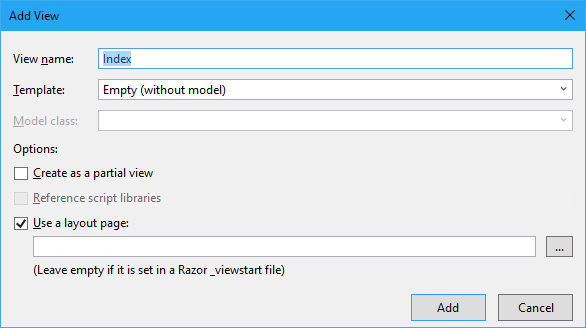 Add View
View name: Index
Template: Empty (without model)
Model class:
Options:
Create as a partial view
Reference script libraries
Use a layout page:
...
(Leave empty if it is set in a Razor _viewstart file)
Add Cancel